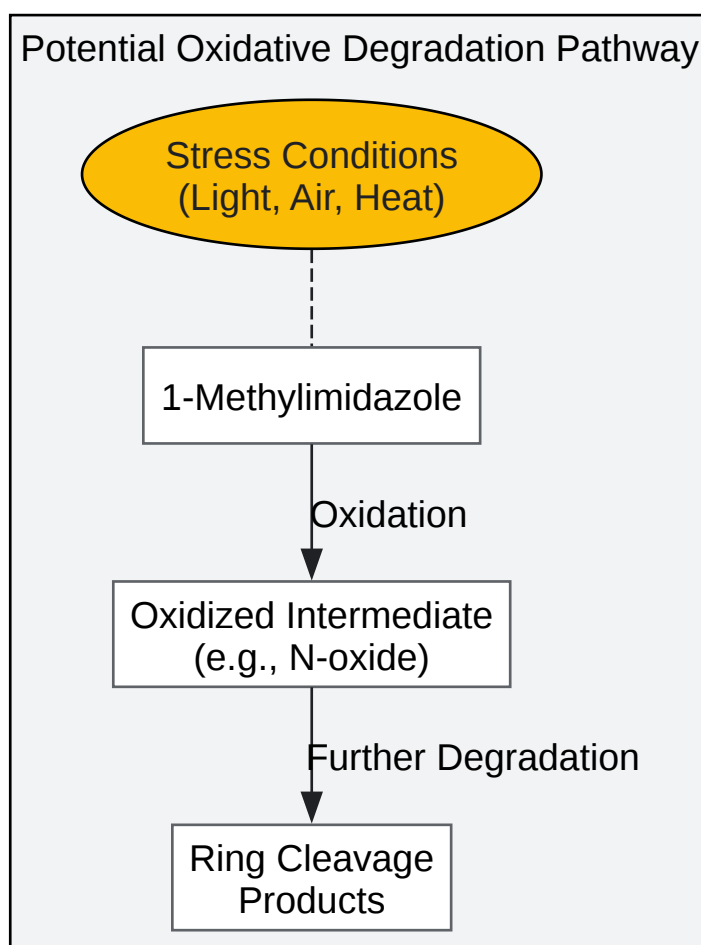 Potential Oxidative Degradation Pathway
Stress Conditions
(Light, Air, Heat)
1-Methylimidazole
Oxidation
Oxidized Intermediate
(e.g., N-oxide)
Further Degradation
Ring Cleavage
Products